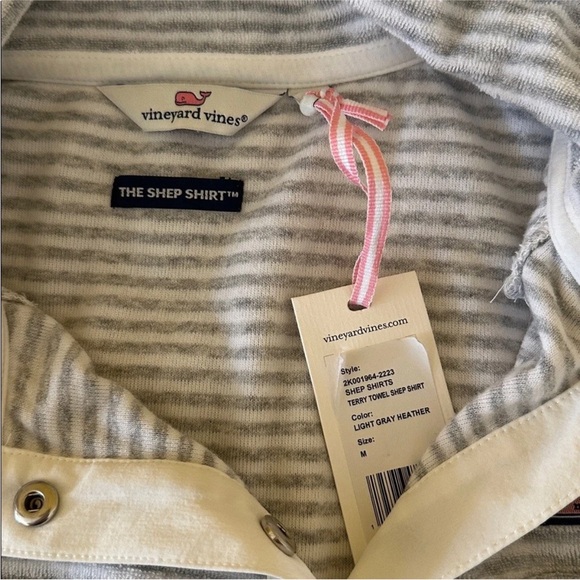 vineyard vines®
THE SHEP SHIRT™
vineyardvines.com
Style:
2K001964-2223
SHEP SHIRTS
TERRY TOWEL SHEP SHIRT
Color:
LIGHT GRAY HEATHER
Size:
M